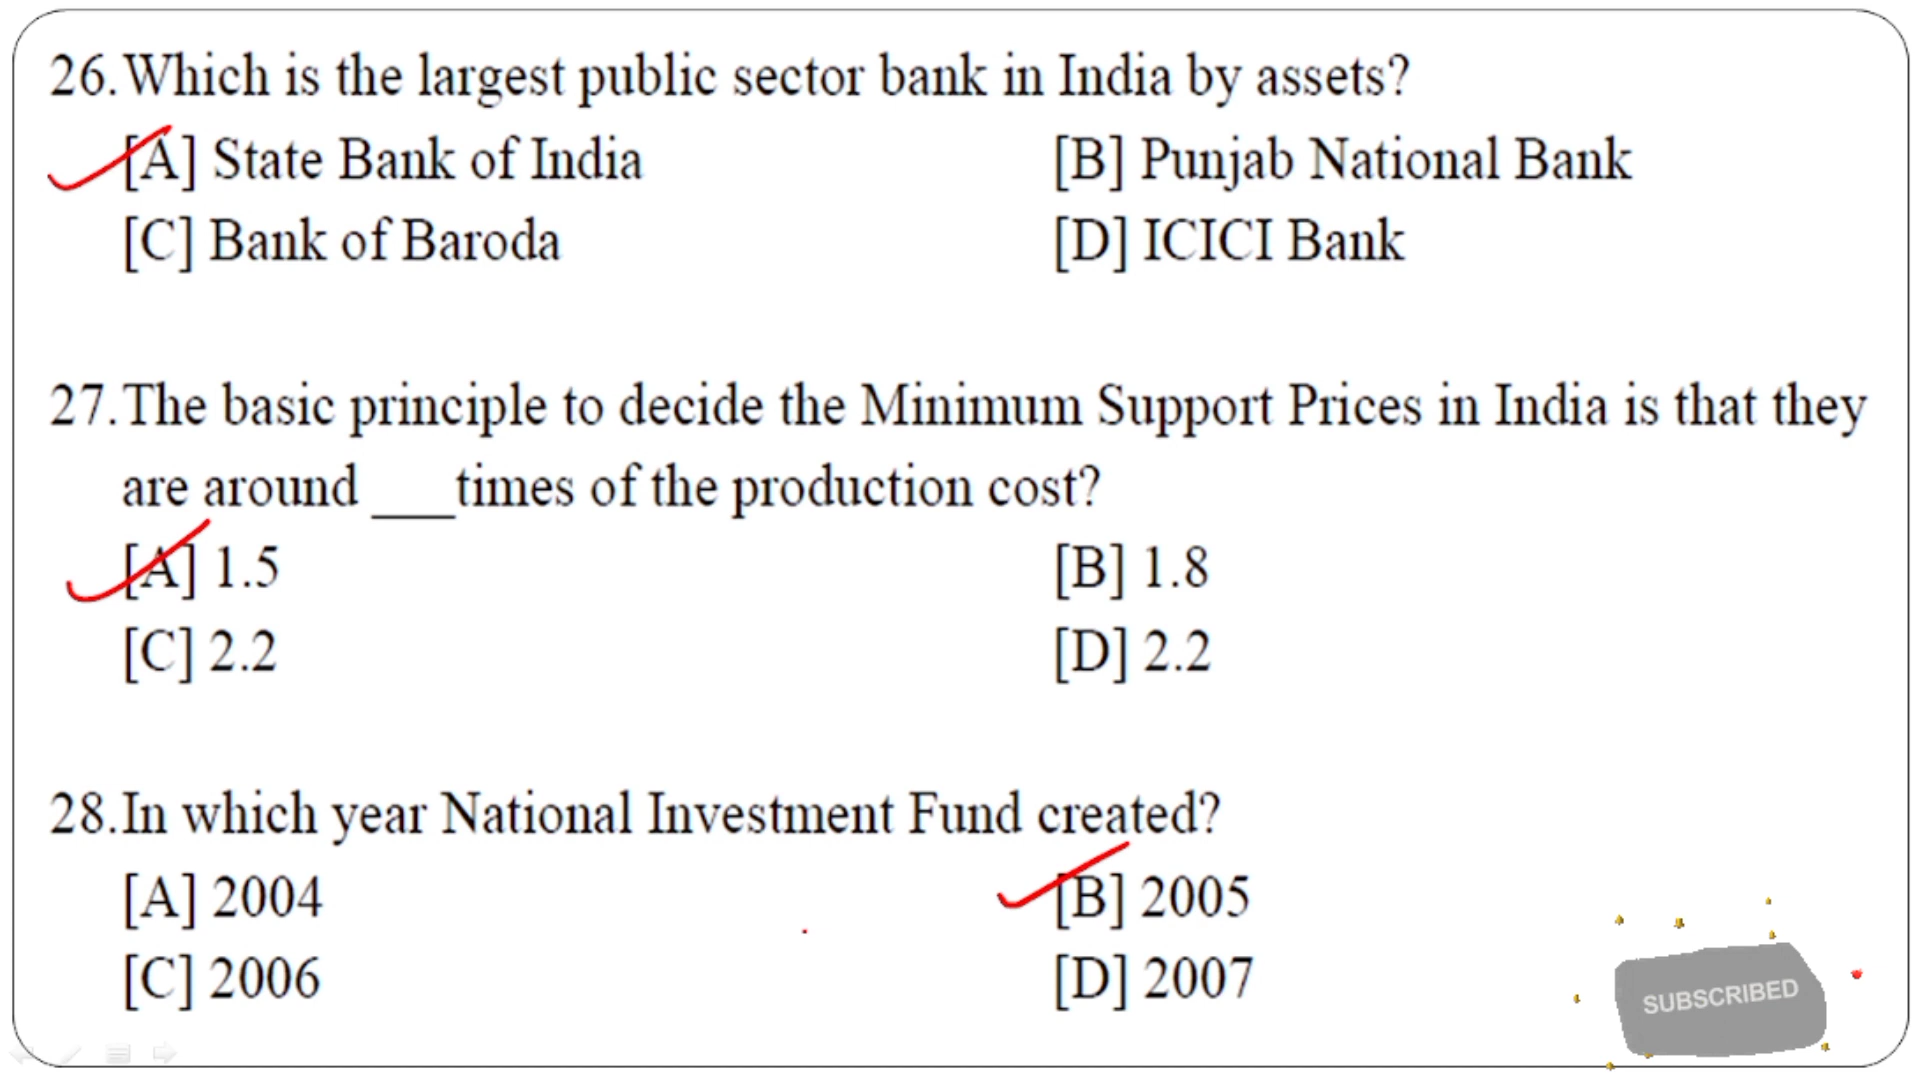 26. Which is the largest public sector bank in India by assets?
[A] State Bank of India [B] Punjab National Bank
[C] Bank of Baroda [D] ICICI Bank
27. The basic principle to decide the Minimum Support Prices in India is that they
are around ___times of the production cost?
[A] 1.5 [B] 1.8
[C] 2.2 [D] 2.2
28. In which year National Investment Fund created?
[A] 2004 [B] 2005
[C] 2006 [D] 2007
SUBSCRIBED